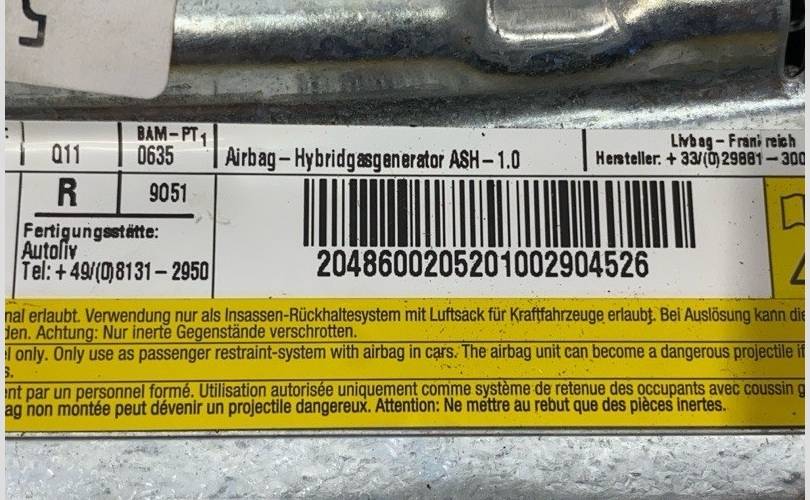 5
Q11
BAM-PT1
0635
Airbag-Hybridgasgenerator ASH-1.0
Livbag-Frankreich
Hersteller: +33/(0)29881-300
R
9051
Fertigungsstätte:
Autoliv
Tel: +49/(0)8131-2950
2048600205201002904526
nal erlaubt. Verwendung nur als Insassen-Rückhaltesystem mit Luftsack für Kraftfahrzeuge erlaubt. Bei Auslösung kann die
den. Achtung: Nur inerte Gegenstände verschrotten.
l only. Only use as passenger restraint-system with airbag in cars. The airbag unit can become a dangerous projectile if
s.
nt par un personnel formé. Utilisation autorisée uniquement comme système de retenue des occupants avec coussin g
ag non montée peut dévenir un projectile dangereux. Attention: Ne mettre au rebut que des pièces inertes.